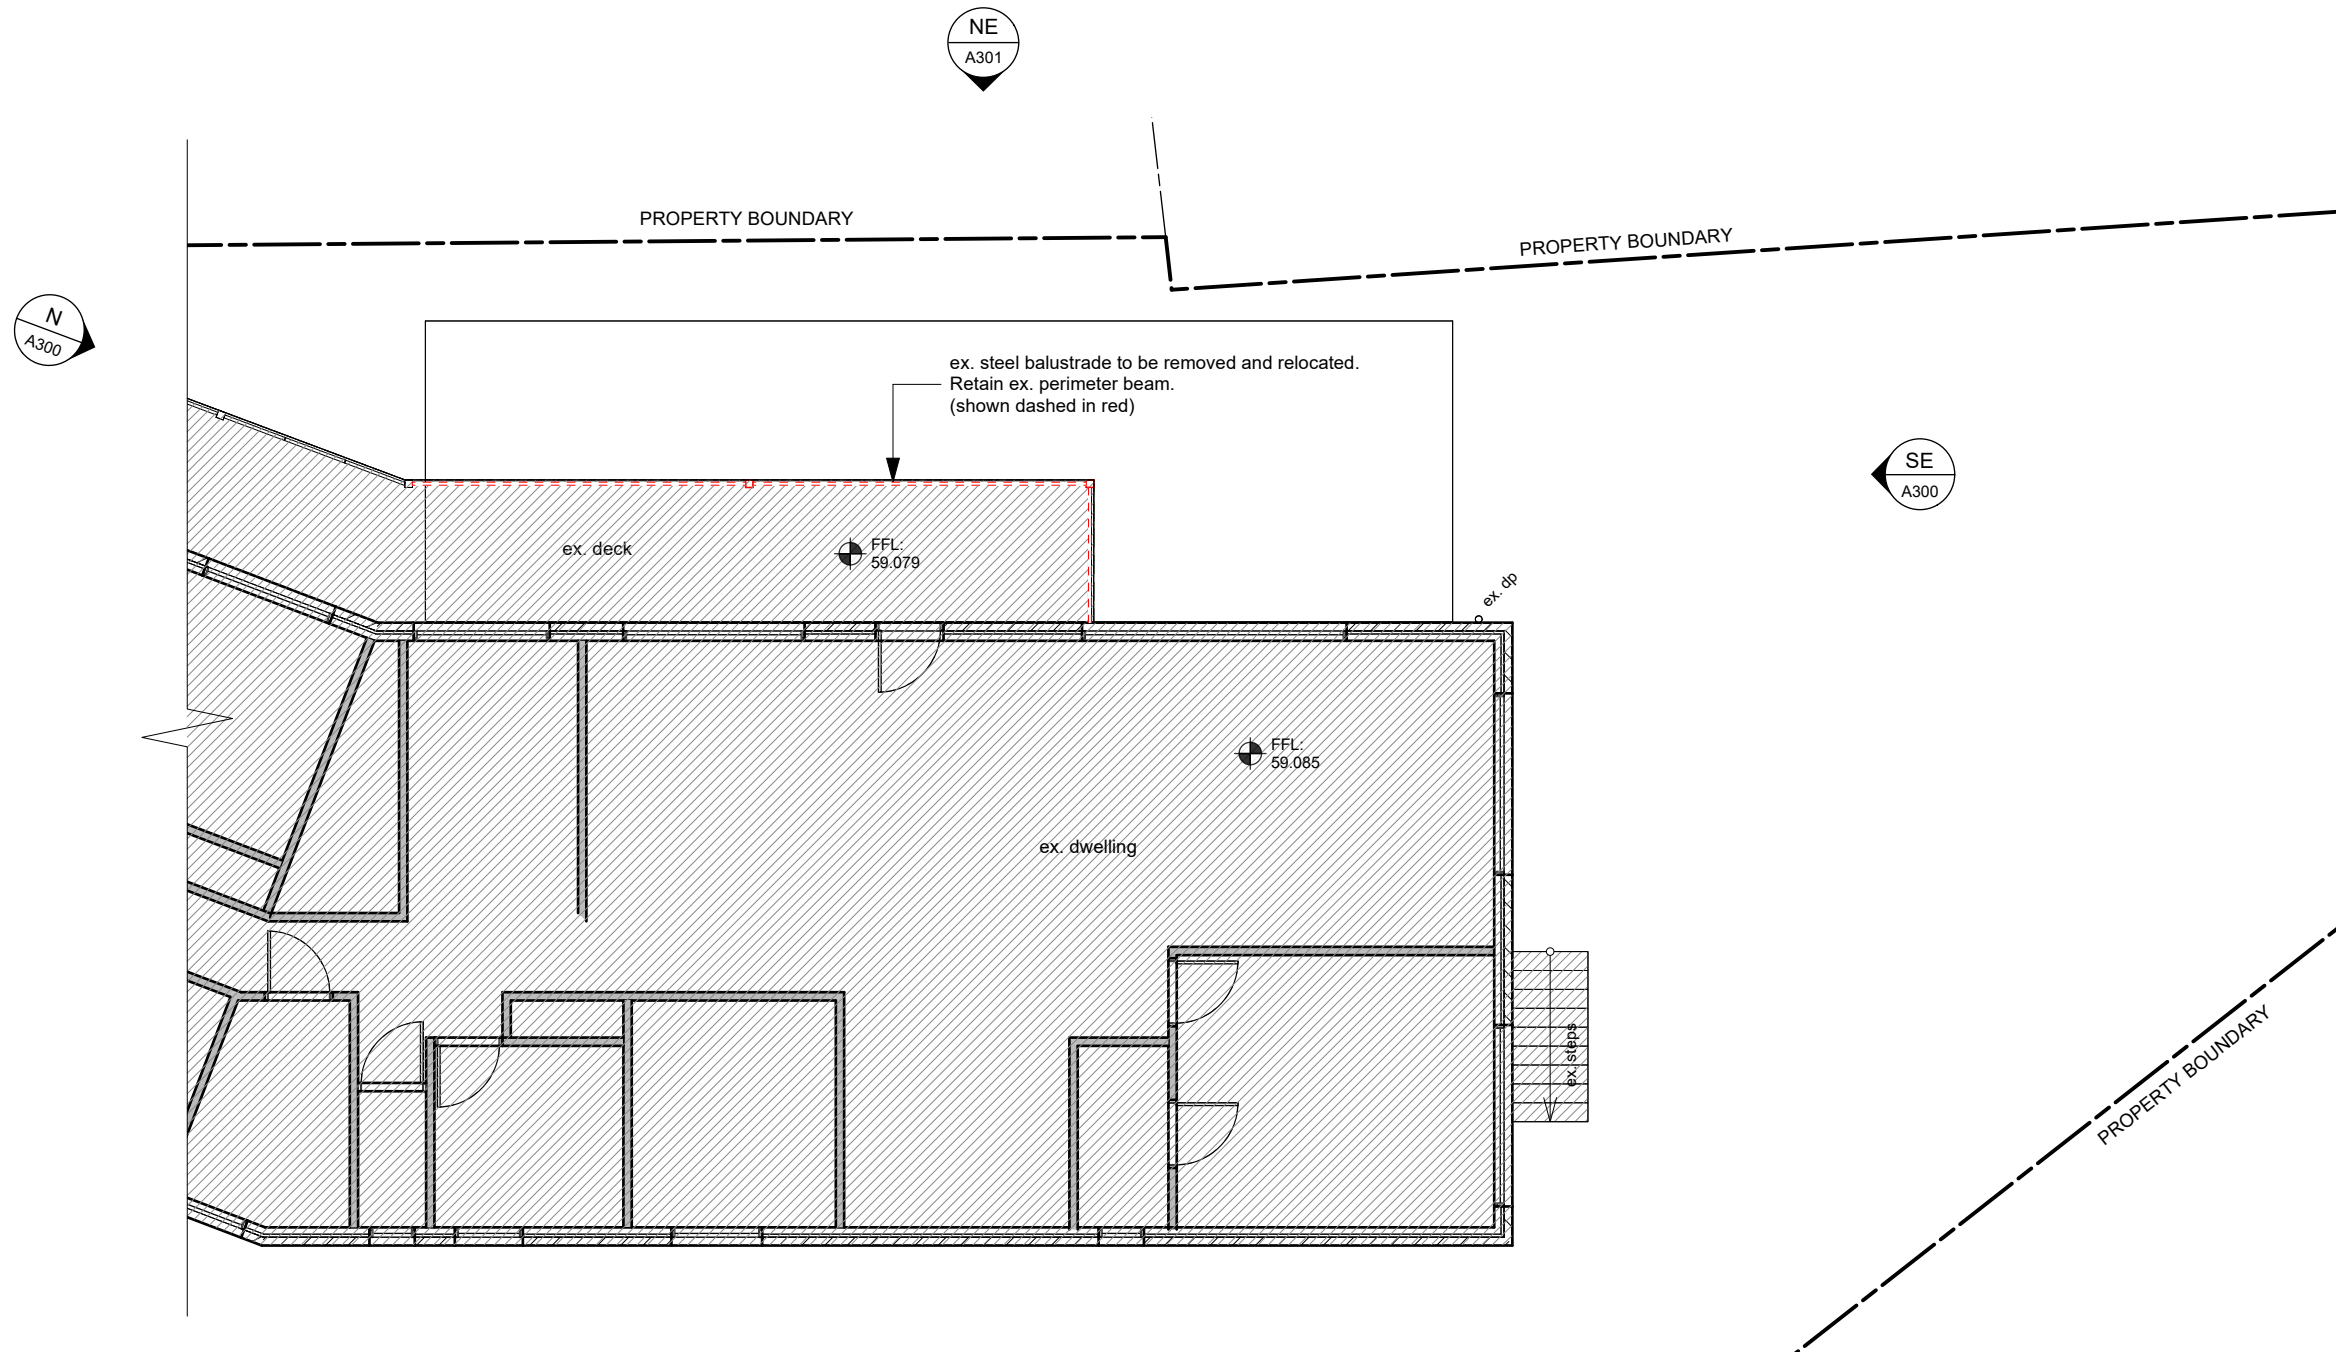 NE
A301
PROPERTY BOUNDARY
PROPERTY BOUNDARY
N
A300
ex. steel balustrade to be removed and relocated.
Retain ex. perimeter beam.
(shown dashed in red)
SE
A300
ex. deck
FFL:
59.079
ex. dp
FFL:
59.085
ex. dwelling
ex. steps
PROPERTY BOUNDARY